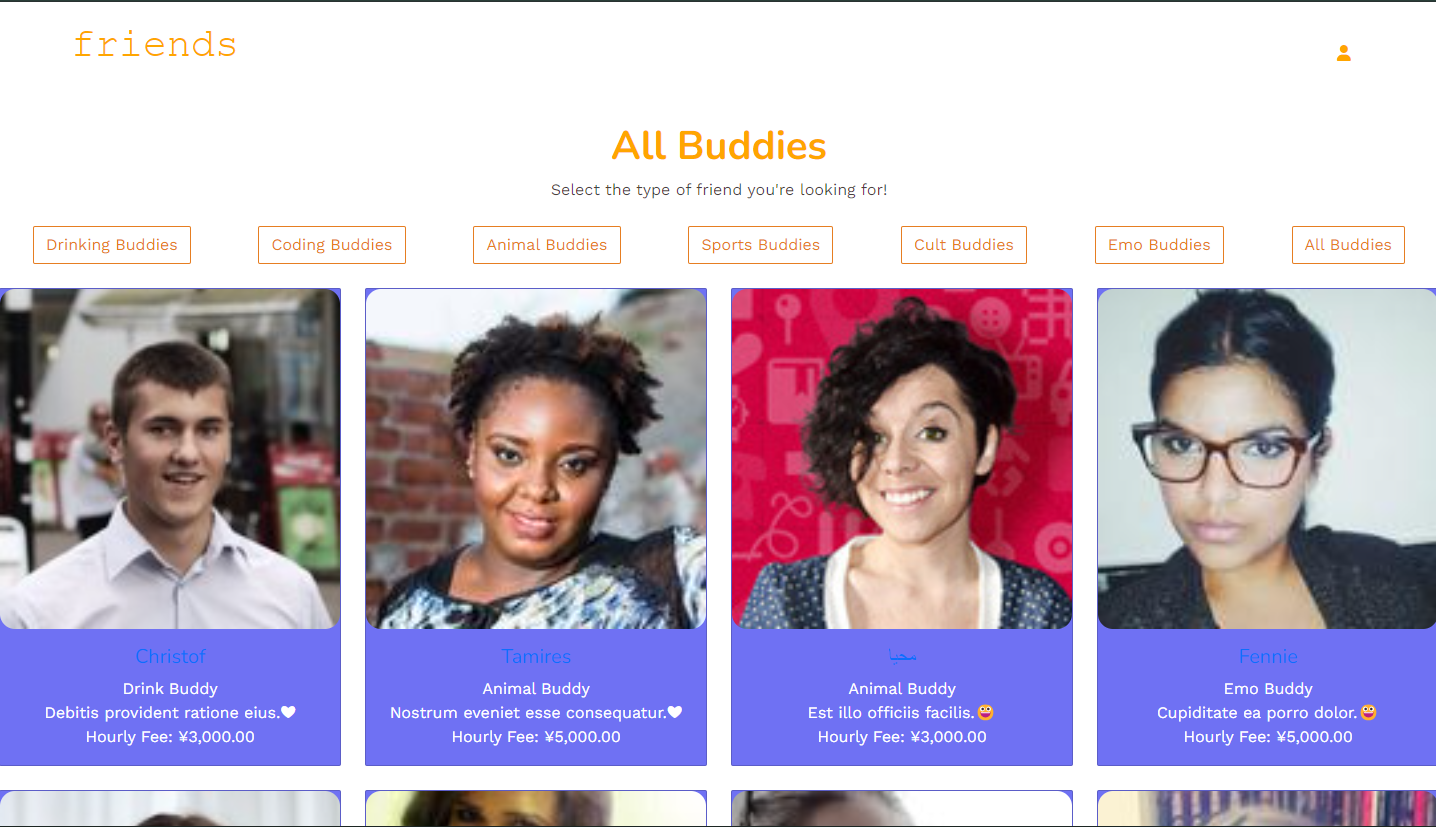 friends
All Buddies
Select the type of friend you're looking for!
Drinking Buddies
Coding Buddies
Animal Buddies
Sports Buddies
Cult Buddies
Emo Buddies
All Buddies
Christof
Drink Buddy
Debitis provident ratione eius.🤍
Hourly Fee: ¥3,000.00
Tamires
Animal Buddy
Nostrum eveniet esse consequatur.🤍
Hourly Fee: ¥5,000.00
محیا
Animal Buddy
Est illo officiis facilis.🤪
Hourly Fee: ¥3,000.00
Fennie
Emo Buddy
Cupiditate ea porro dolor.🤪
Hourly Fee: ¥5,000.00